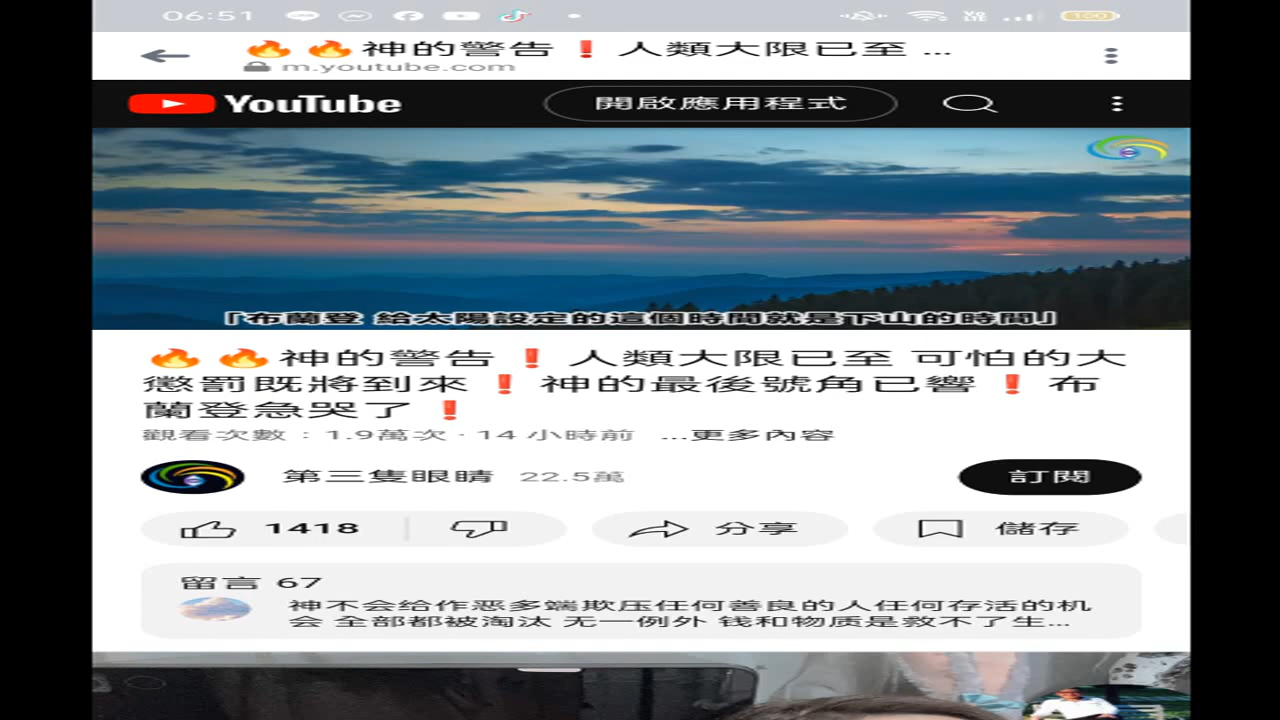 06:51
100
🔥 🔥神的警告❗人類大限已至 ...
m.youtube.com
YouTube
開啟應用程式
「布蘭登 給太陽設定的這個時間就是下山的時間」
🔥 🔥神的警告❗人類大限已至 可怕的大
懲罰既將到來❗神的最後號角已響❗布
蘭登急哭了❗
觀看次數：1.9萬次 · 14 小時前 ...更多內容
第三隻眼睛 22.5萬
訂閱
1418
分享
儲存
留言 67
神不会给作恶多端欺压任何善良的人任何存活的机
会 全部都被淘汰 无一例外 钱和物质是救不了生...